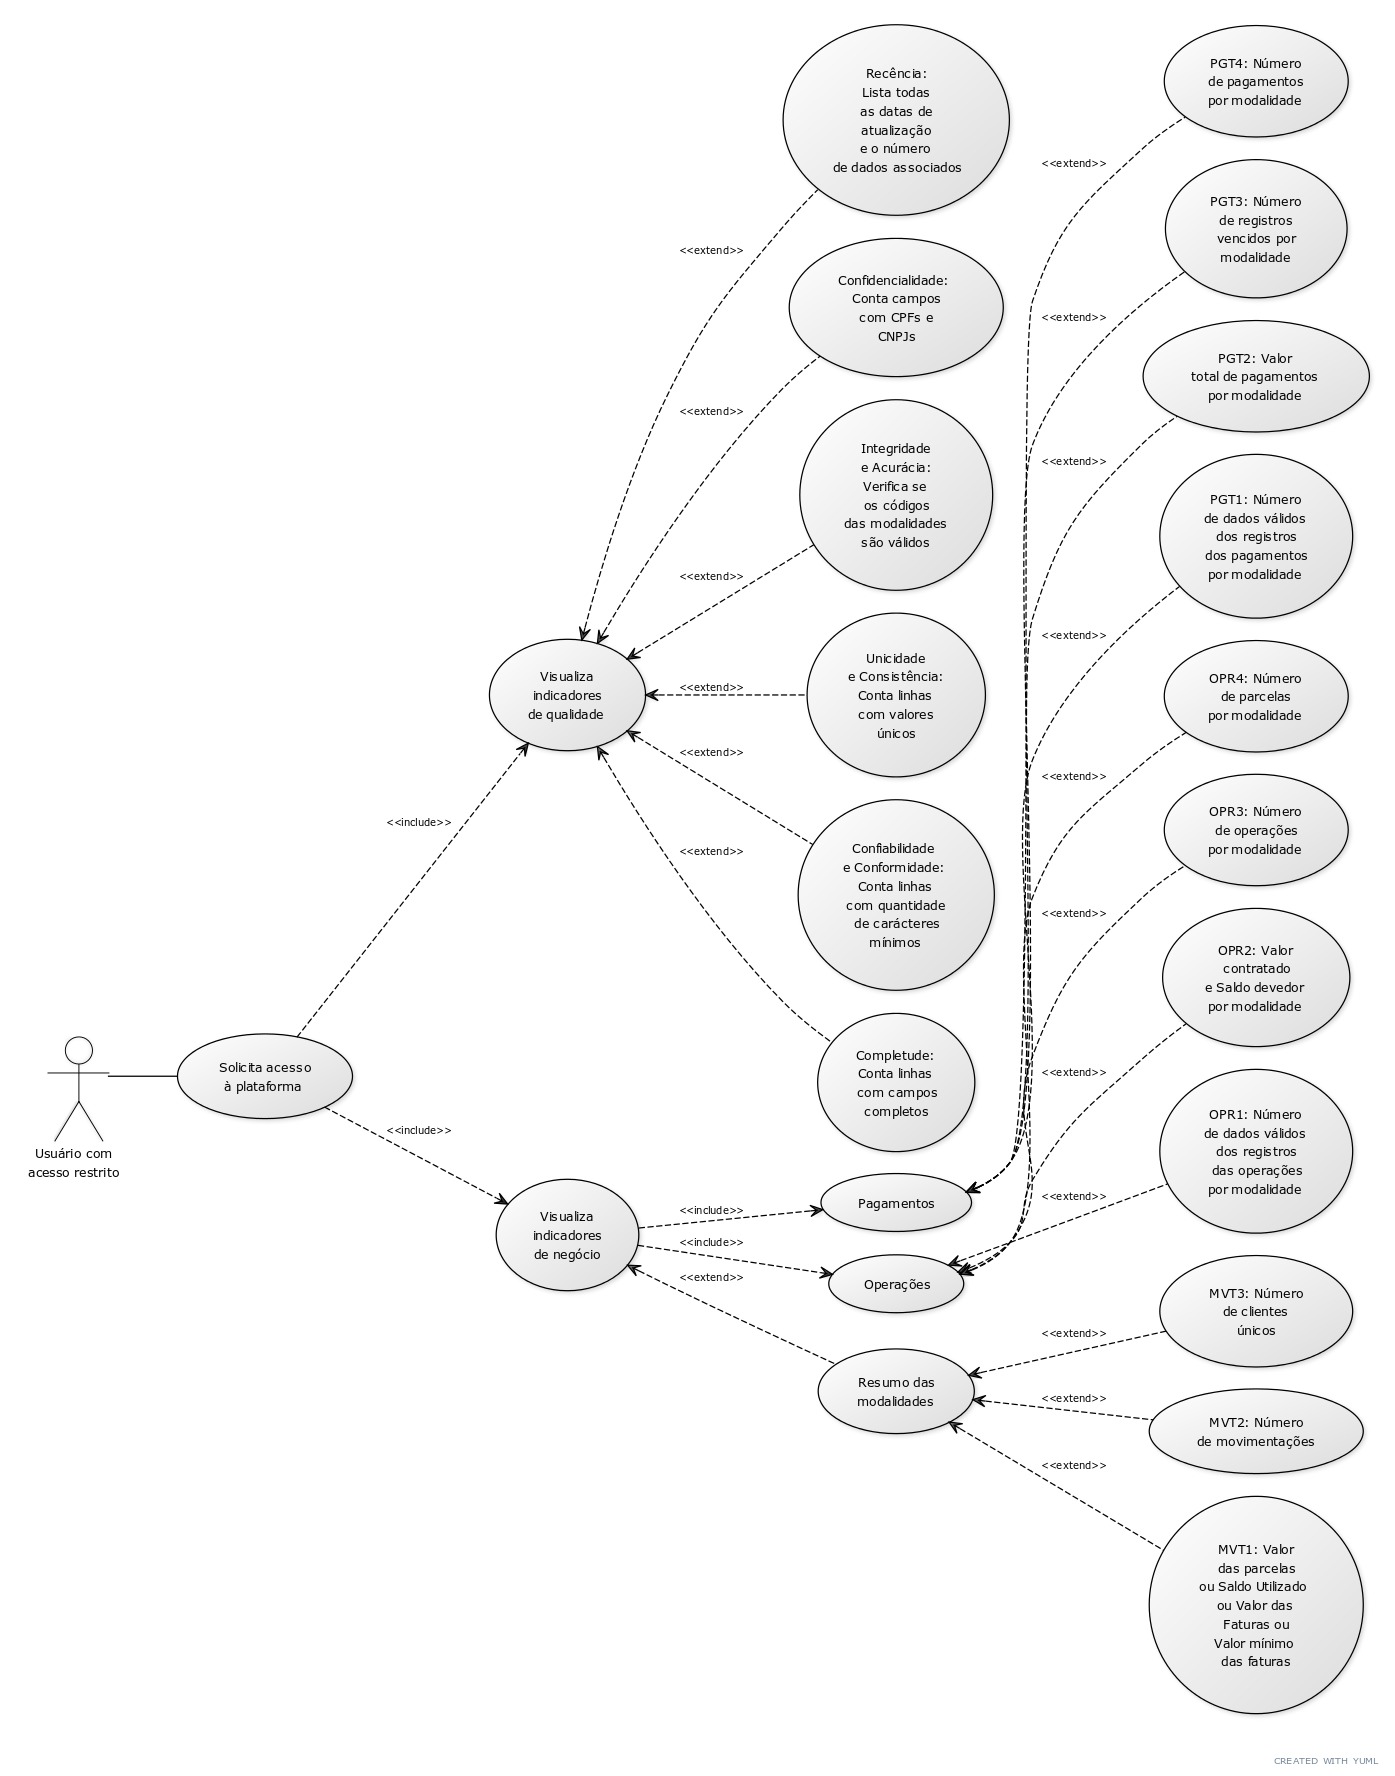 Usuário com
acesso restrito
Solicita acesso
à plataforma
<<include>>
<<include>>
Visualiza
indicadores
de qualidade
Visualiza
indicadores
de negócio
<<extend>>
<<extend>>
<<extend>>
<<extend>>
<<extend>>
<<extend>>
<<include>>
<<include>>
<<extend>>
Recência:
Lista todas
as datas de
atualização
e o número
de dados associados
Confidencialidade:
Conta campos
com CPFs e
CNPJs
Integridade
e Acurácia:
Verifica se
os códigos
das modalidades
são válidos
Unicidade
e Consistência:
Conta linhas
com valores
únicos
Confiabilidade
e Conformidade:
Conta linhas
com quantidade
de carácteres
mínimos
Completude:
Conta linhas
com campos
completos
Pagamentos
Operações
Resumo das
modalidades
<<extend>>
<<extend>>
<<extend>>
<<extend>>
<<extend>>
<<extend>>
<<extend>>
<<extend>>
<<extend>>
<<extend>>
<<extend>>
PGT4: Número
de pagamentos
por modalidade
PGT3: Número
de registros
vencidos por
modalidade
PGT2: Valor
total de pagamentos
por modalidade
PGT1: Número
de dados válidos
dos registros
dos pagamentos
por modalidade
OPR4: Número
de parcelas
por modalidade
OPR3: Número
de operações
por modalidade
OPR2: Valor
contratado
e Saldo devedor
por modalidade
OPR1: Número
de dados válidos
dos registros
das operações
por modalidade
MVT3: Número
de clientes
únicos
MVT2: Número
de movimentações
MVT1: Valor
das parcelas
ou Saldo Utilizado
ou Valor das
Faturas ou
Valor mínimo
das faturas
CREATED WITH YUML